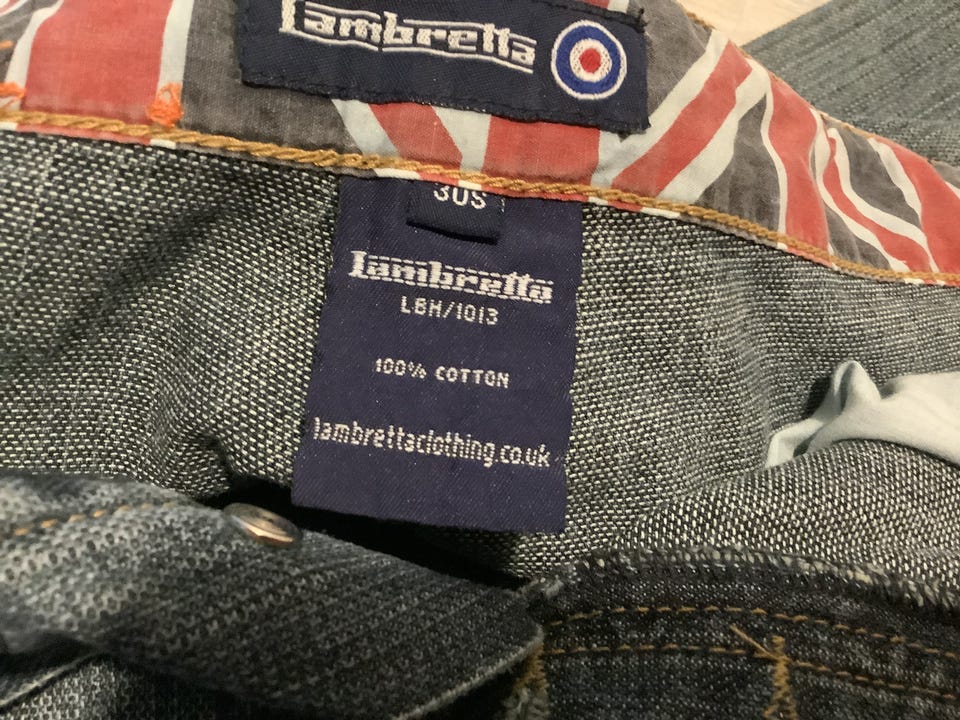 Lambretta
30S
Lambretta
LBH/1013
100% COTTON
lambrettaclothing.co.uk